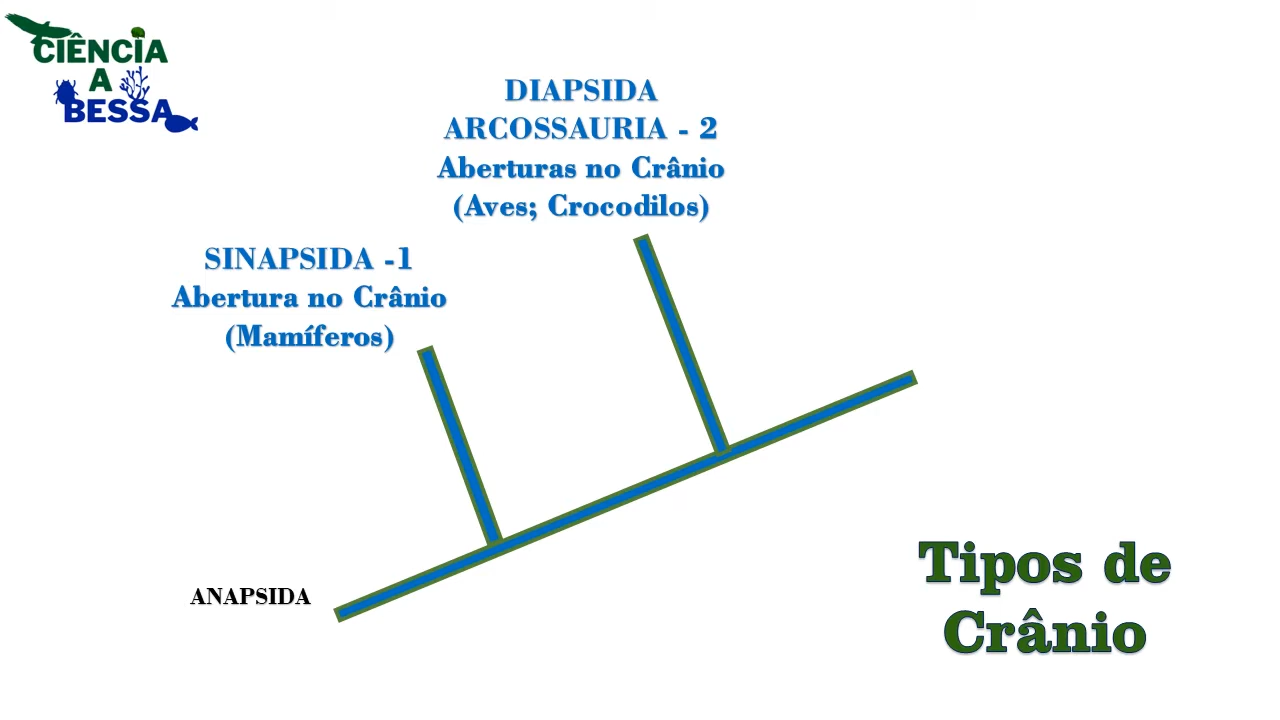 CIÊNCIA
A
BESSA
DIAPSIDA
ARCOSSAURIA - 2
Aberturas no Crânio
(Aves; Crocodilos)
SINAPSIDA -1
Abertura no Crânio
(Mamíferos)
ANAPSIDA
Tipos de
Crânio